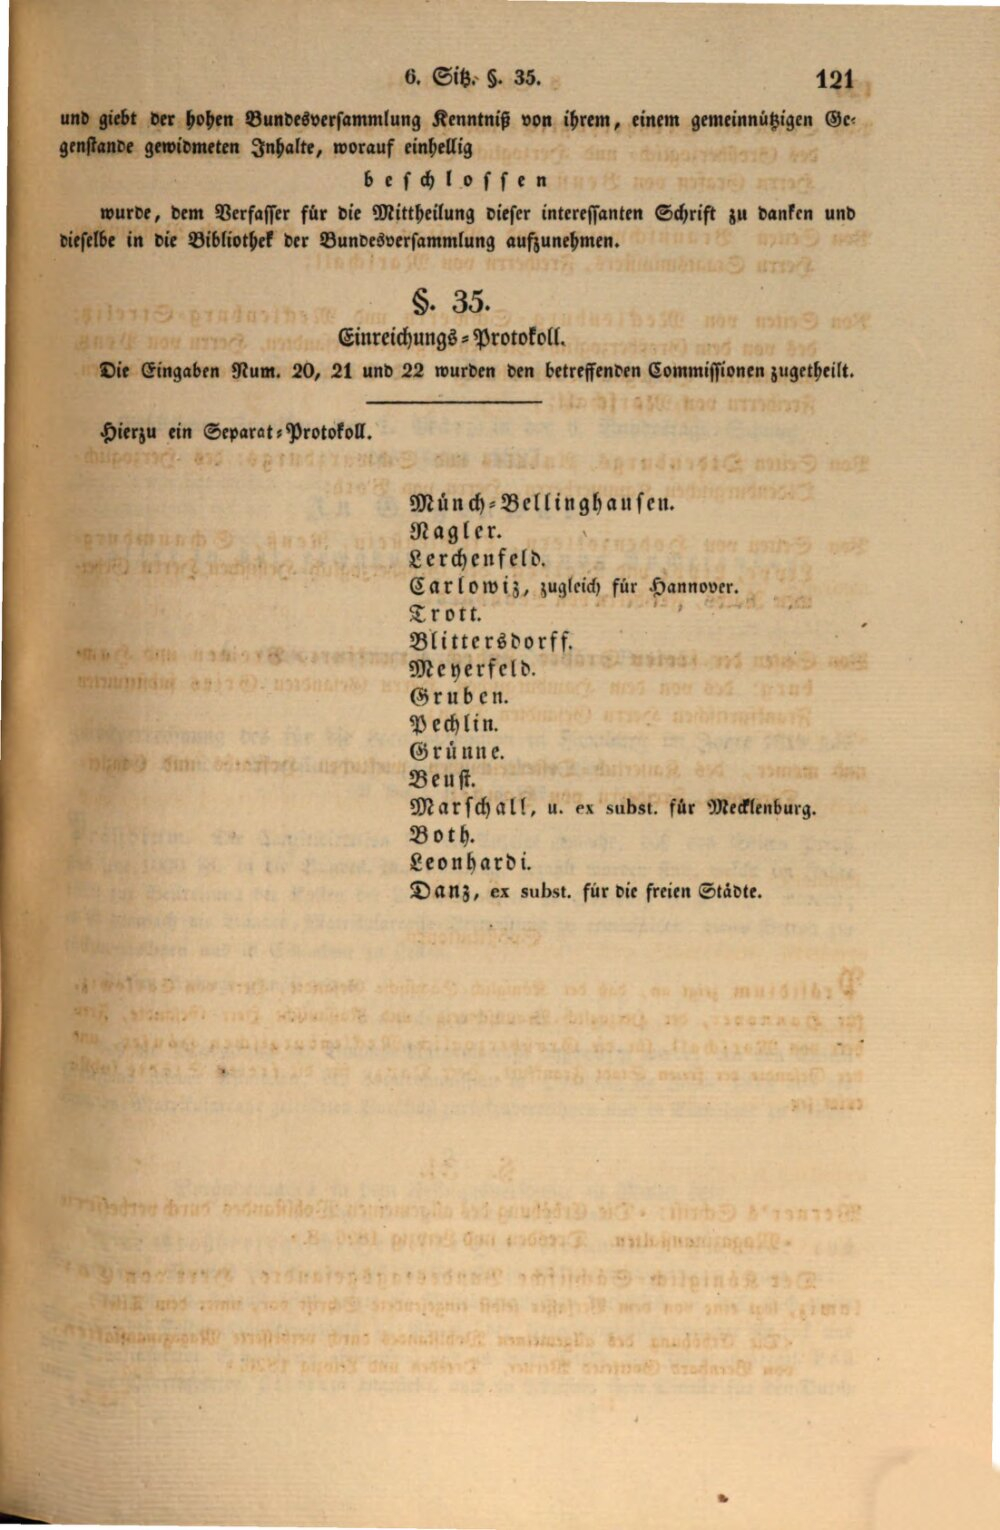 6. Sitz. §. 35. 121
und giebt der hohen Bundesversammlung Kenntniß von ihrem, einem gemeinnützigen Ge-
genstande gewidmeten Inhalte, worauf einhellig
beschlossen
wurde, dem Verfasser für die Mittheilung dieser interessanten Schrift zu danken und
dieselbe in die Bibliothek der Bundesversammlung aufzunehmen.
§. 35.
Einreichungs-Protokoll.
Die Eingaben Num. 20, 21 und 22 wurden den betreffenden Commissionen zugetheilt.
Hierzu ein Separat-Protokoll.
Münch-Bellinghausen.
Nagler.
Lerchenfeld.
Carlowiz, zugleich für Hannover.
Trott.
Blittersdorff.
Meyerfeld.
Gruben.
Pechlin.
Grünne.
Beust.
Marschall, u. ex subst. für Mecklenburg.
Both.
Leonhardi.
Danz, ex subst. für die freien Städte.